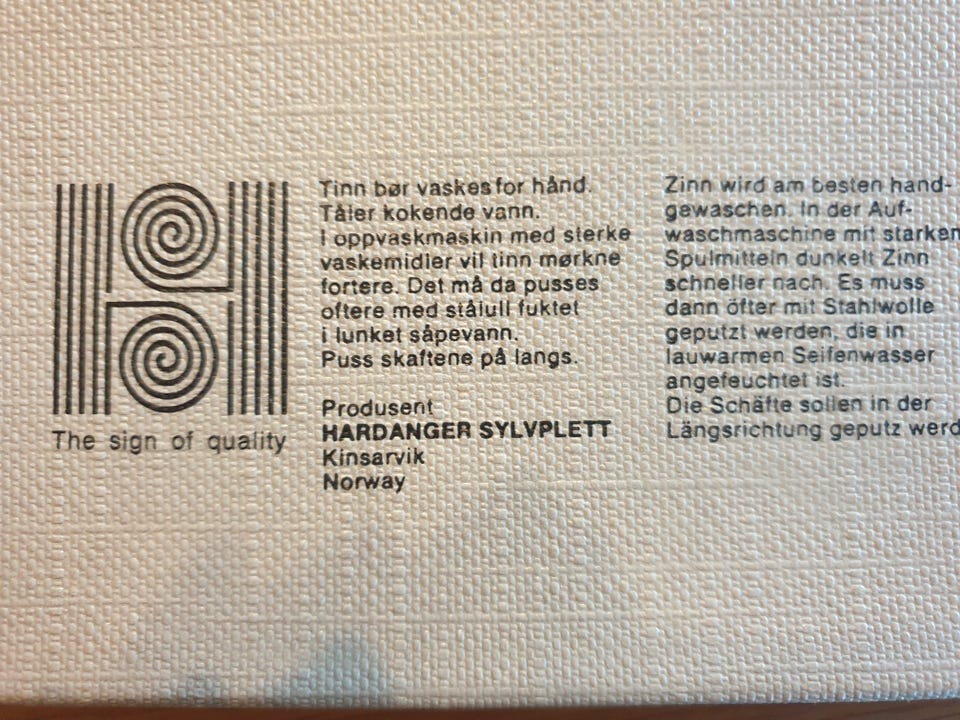 The sign of quality
Tinn bør vaskes for hånd.
Tåler kokende vann.
I oppvaskmaskin med sterke
vaskemidler vil tinn mørkne
fortere. Det må da pusses
oftere med stålull fuktet
i lunket såpevann.
Puss skaftene på langs.
Produsent
HARDANGER SYLVPLETT
Kinsarvik
Norway
Zinn wird am besten hand-
gewaschen. In der Auf-
waschmaschine mit starken
Spulmitteln dunkelt Zinn
schneller nach. Es muss
dann öfter mit Stahlwolle
geputzt werden, die in
lauwarmen Seifenwasser
angefeuchtet ist.
Die Schäfte sollen in der
Längsrichtung geputz werd